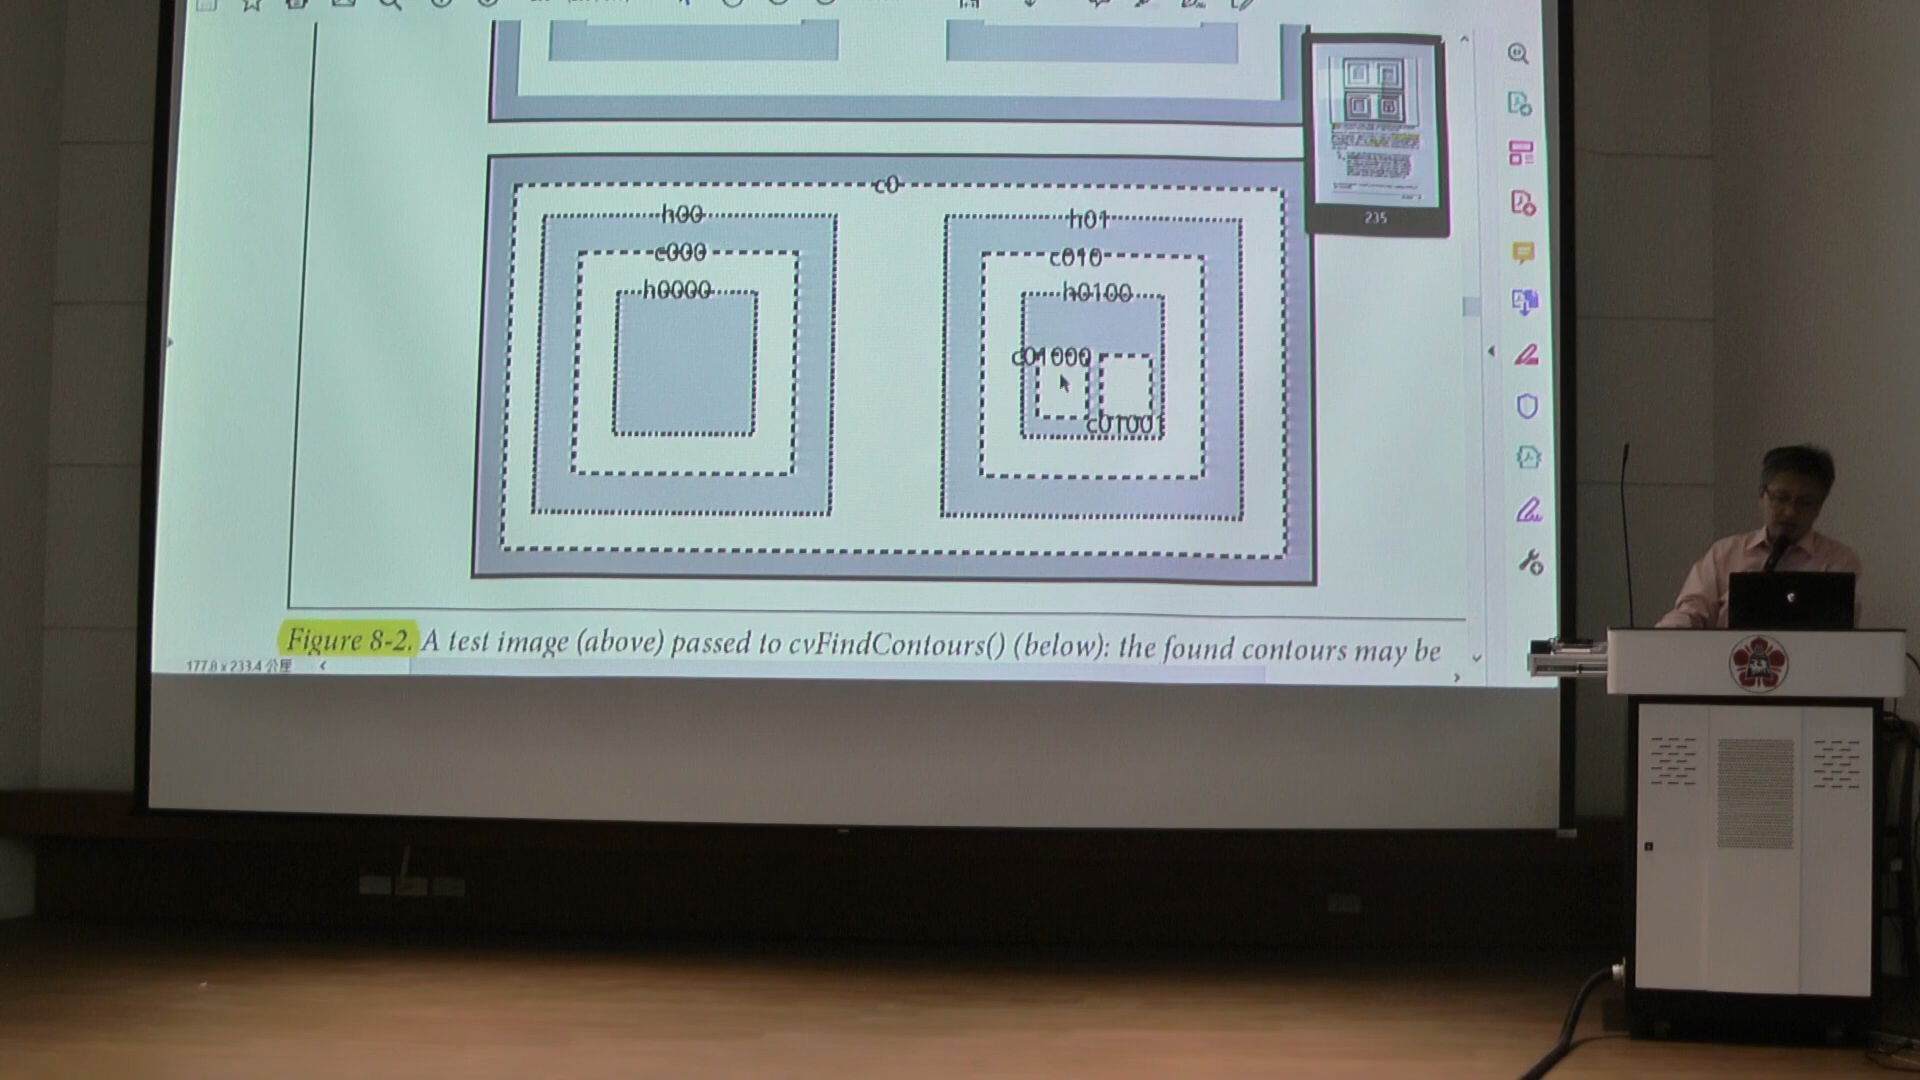 235
c0
h00
h01
c000
c010
h0000
h0100
c01000
c01001
Figure 8-2. A test image (above) passed to cvFindContours() (below): the found contours may be
177.8 x 233.4 公厘